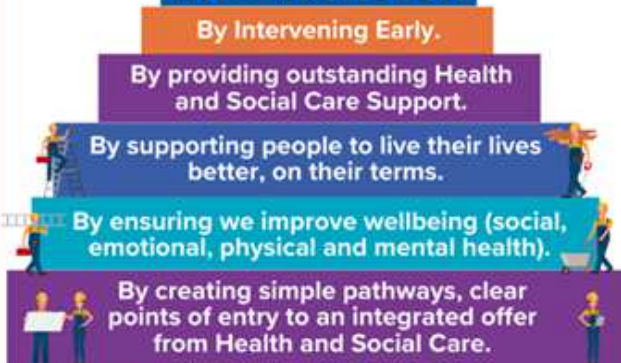 By Intervening Early.
By providing outstanding Health
and Social Care Support.
By supporting people to live their lives
better, on their terms.
By ensuring we improve wellbeing (social,
emotional, physical and mental health).
By creating simple pathways, clear
points of entry to an integrated offer
from Health and Social Care.